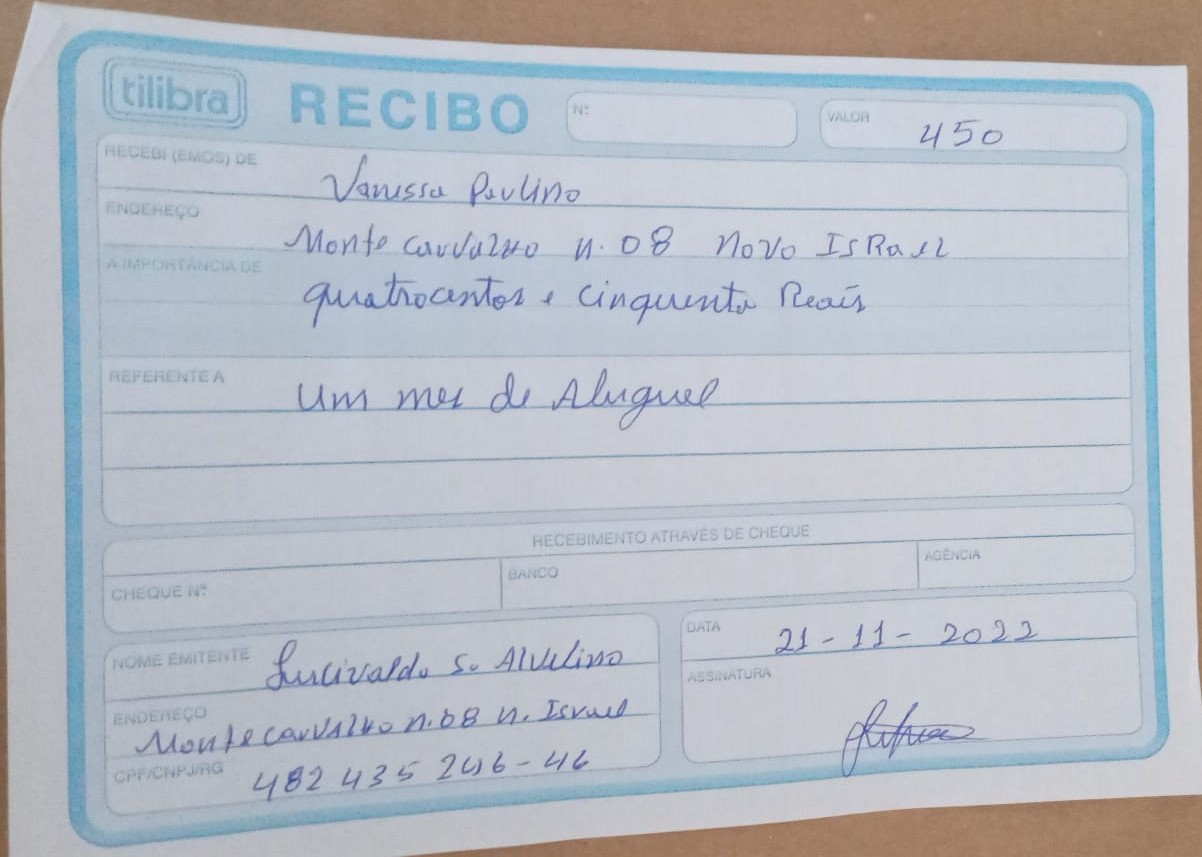 tilibra
RECIBO
Nº
VALOR 450
RECEBI (EMOS) DE Vanessa Paulino
ENDEREÇO Monte carvalho n. 08 Novo IsRael
A IMPORTÂNCIA DE quatrocentos e cinquenta Reais
REFERENTE A um mes de Aluguel
RECEBIMENTO ATRAVÉS DE CHEQUE
CHEQUE Nº BANCO AGÊNCIA
NOME EMITENTE Lucivaldo S. Alvelino
ENDEREÇO
Monte carvalho n. 08 n. Israel
CPF/CNPJ/RG 482 435 246-46
DATA 21-11-2022
ASSINATURA